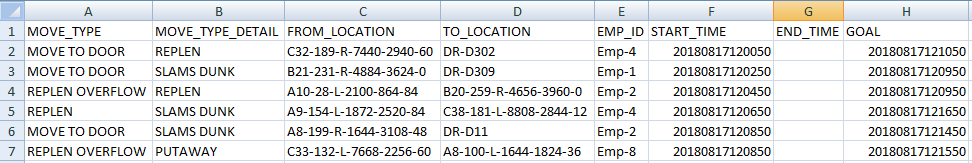 A B C D E F G H
1 MOVE_TYPE MOVE_TYPE_DETAIL FROM_LOCATION TO_LOCATION EMP_ID START_TIME END_TIME GOAL
2 MOVE TO DOOR REPLEN C32-189-R-7440-2940-60 DR-D302 Emp-4 20180817120050 20180817121050
3 MOVE TO DOOR SLAMS DUNK B21-231-R-4884-3624-0 DR-D309 Emp-1 20180817120250 20180817120950
4 REPLEN OVERFLOW REPLEN A10-28-L-2100-864-84 B20-259-R-4656-3960-0 Emp-2 20180817120450 20180817120950
5 REPLEN SLAMS DUNK A9-154-L-1872-2520-84 C38-181-L-8808-2844-12 Emp-4 20180817120650 20180817121650
6 MOVE TO DOOR SLAMS DUNK A8-199-R-1644-3108-48 DR-D11 Emp-2 20180817120850 20180817121450
7 REPLEN OVERFLOW PUTAWAY C33-132-L-7668-2256-60 A8-100-L-1644-1824-36 Emp-8 20180817120850 20180817121550